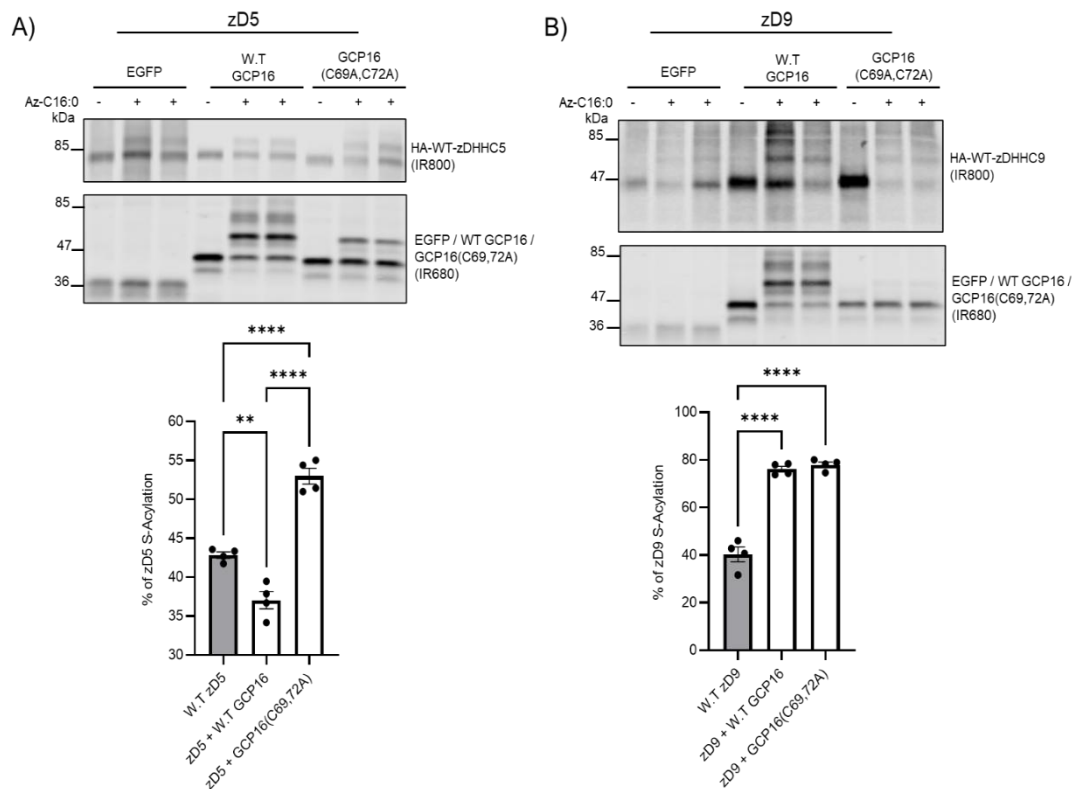 A)
zD5
EGFP
W.T
GCP16
GCP16
(C69A,C72A)
Az-C16:0 - + + - + + - + +
kDa
85
HA-WT-zDHHC5
(IR800)
85
47
36
EGFP / WT GCP16 /
GCP16(C69,72A)
(IR680)
****
****
**
% of zD5 S-Acylation
60
55
50
45
40
35
30
W.T zD5
zD5 + W.T GCP16
zD5 + GCP16(C69,72A)
B)
zD9
EGFP
W.T
GCP16
GCP16
(C69A,C72A)
Az-C16:0 - + + - + + - + +
kDa
85
47
HA-WT-zDHHC9
(IR800)
85
47
36
EGFP / WT GCP16 /
GCP16(C69,72A)
(IR680)
****
****
% of zD9 S-Acylation
100
80
60
40
20
0
W.T zD9
zD9 + W.T GCP16
zD9 + GCP16(C69,72A)